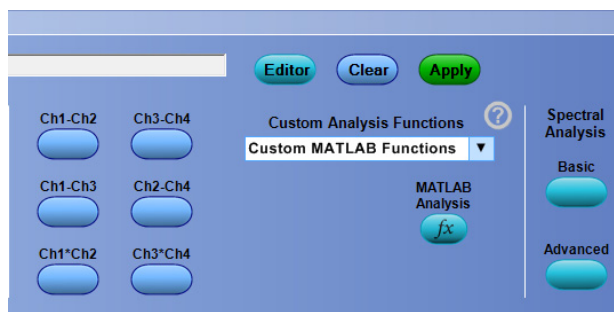 Editor Clear Apply
Ch1-Ch2 Ch3-Ch4 Custom Analysis Functions ? Spectral
Analysis
Custom MATLAB Functions
Basic
Ch1-Ch3 Ch2-Ch4 MATLAB
Analysis
fx
Ch1*Ch2 Ch3*Ch4 Advanced